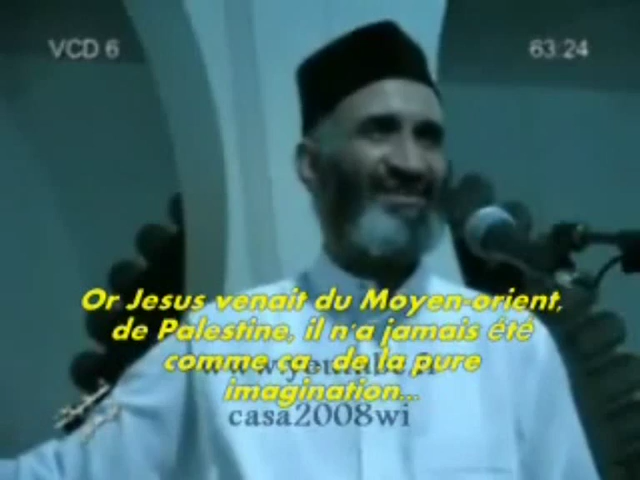 VCD 6
63:24
Or Jesus venait du Moyen-orient,
de Palestine, il n'a jamais été
comme ça de la pure
imagination...
casa2008wi